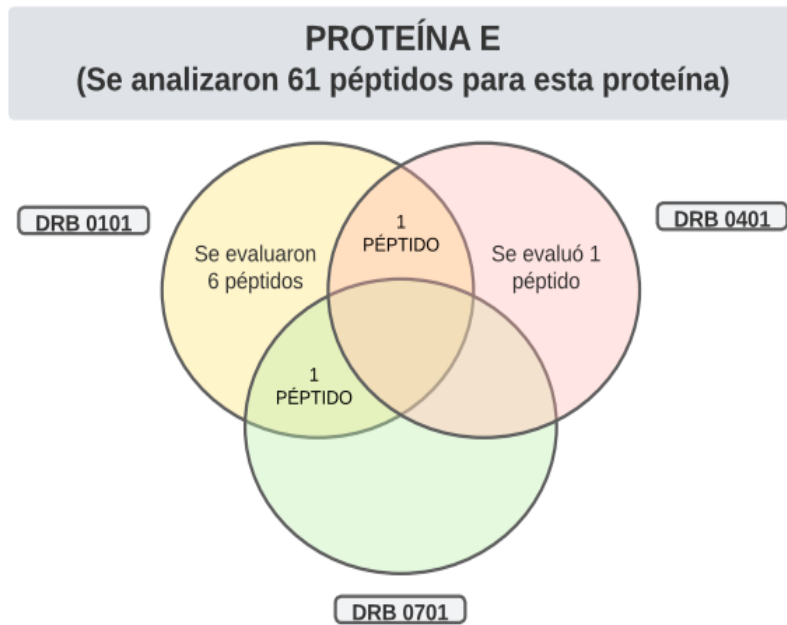 PROTEÍNA E
(Se analizaron 61 péptidos para esta proteína)
DRB 0101
DRB 0401
1
PÉPTIDO
Se evaluaron
6 péptidos
Se evaluó 1
péptido
1
PÉPTIDO
DRB 0701